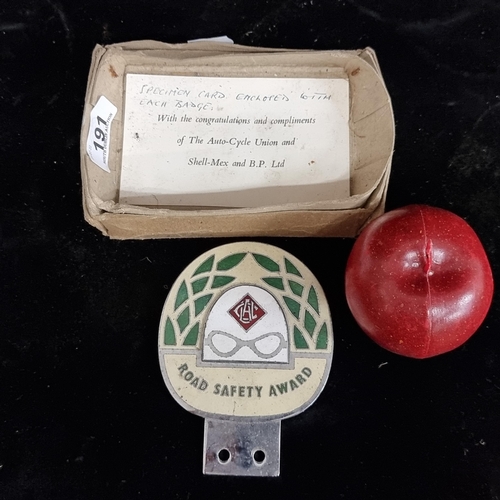 SPECIMEN CARD ENCLOSED WITH
EACH BADGE.
With the congratulations and compliments
of The Auto-Cycle Union and
Shell-Mex and B.P. Ltd
191
ROAD SAFETY AWARD